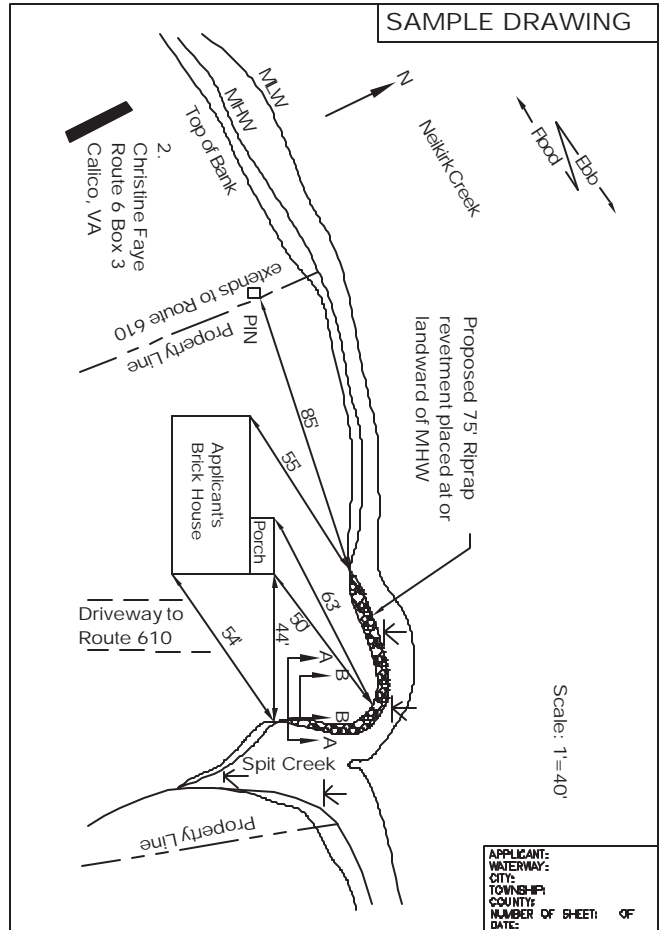 SAMPLE DRAWING
MLW
MHW
Top of Bank
N
Neikirk Creek
Flood
Ebb
2.
Christine Faye
Route 6 Box 3
Calico, VA
extends to Route 610
Property Line
PIN
Proposed 75' Riprap
revetment placed at or
landward of MHW
85'
55'
Applicant's
Brick House
Porch
63'
50'
44'
54'
Driveway to
Route 610
A
B
B
A
Spit Creek
Property Line
Scale: 1'=40'
APPLICANT:
WATERWAY:
CITY:
TOWNSHIP:
COUNTY:
NUMBER OF SHEET: OF
DATE: